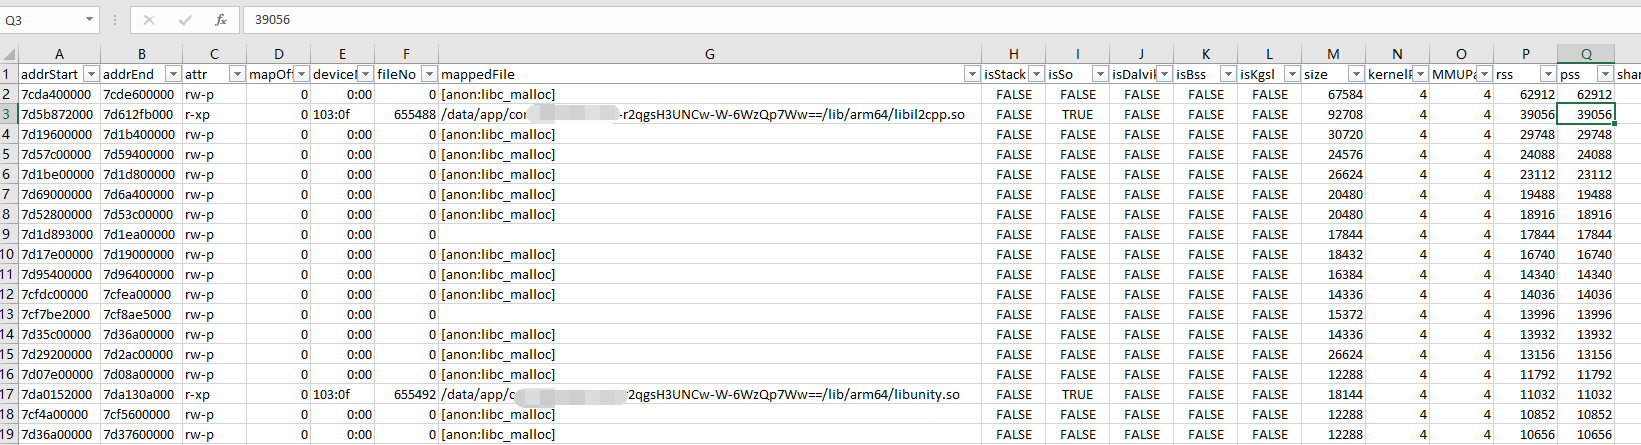 Q3 fx 39056
A B C D E F G H I J K L M N O P Q
1 addrStart addrEnd attr mapOff deviceN fileNo mappedFile isStack isSo isDalvik isBss isKgsl size kernelP MMUPa rss pss shar
2 7cda400000 7cde600000 rw-p 0 0:00 0 [anon:libc_malloc] FALSE FALSE FALSE FALSE FALSE 67584 4 4 62912 62912
3 7d5b872000 7d612fb000 r-xp 0 103:0f 655488 /data/app/cor -r2qgsH3UNCw-W-6WzQp7Ww==/lib/arm64/libil2cpp.so FALSE TRUE FALSE FALSE FALSE 92708 4 4 39056 39056
4 7d19600000 7d1b400000 rw-p 0 0:00 0 [anon:libc_malloc] FALSE FALSE FALSE FALSE FALSE 30720 4 4 29748 29748
5 7d57c00000 7d59400000 rw-p 0 0:00 0 [anon:libc_malloc] FALSE FALSE FALSE FALSE FALSE 24576 4 4 24088 24088
6 7d1be00000 7d1d800000 rw-p 0 0:00 0 [anon:libc_malloc] FALSE FALSE FALSE FALSE FALSE 26624 4 4 23112 23112
7 7d69000000 7d6a400000 rw-p 0 0:00 0 [anon:libc_malloc] FALSE FALSE FALSE FALSE FALSE 20480 4 4 19488 19488
8 7d52800000 7d53c00000 rw-p 0 0:00 0 [anon:libc_malloc] FALSE FALSE FALSE FALSE FALSE 20480 4 4 18916 18916
9 7d1d893000 7d1ea00000 rw-p 0 0:00 0 FALSE FALSE FALSE FALSE FALSE 17844 4 4 17844 17844
10 7d17e00000 7d19000000 rw-p 0 0:00 0 [anon:libc_malloc] FALSE FALSE FALSE FALSE FALSE 18432 4 4 16740 16740
11 7d95400000 7d96400000 rw-p 0 0:00 0 [anon:libc_malloc] FALSE FALSE FALSE FALSE FALSE 16384 4 4 14340 14340
12 7cfdc00000 7cfea00000 rw-p 0 0:00 0 [anon:libc_malloc] FALSE FALSE FALSE FALSE FALSE 14336 4 4 14036 14036
13 7cf7be2000 7cf8ae5000 rw-p 0 0:00 0 FALSE FALSE FALSE FALSE FALSE 15372 4 4 13996 13996
14 7d35c00000 7d36a00000 rw-p 0 0:00 0 [anon:libc_malloc] FALSE FALSE FALSE FALSE FALSE 14336 4 4 13932 13932
15 7d29200000 7d2ac00000 rw-p 0 0:00 0 [anon:libc_malloc] FALSE FALSE FALSE FALSE FALSE 26624 4 4 13156 13156
16 7d07e00000 7d08a00000 rw-p 0 0:00 0 [anon:libc_malloc] FALSE FALSE FALSE FALSE FALSE 12288 4 4 11792 11792
17 7da0152000 7da130a000 r-xp 0 103:0f 655492 /data/app/c 2qgsH3UNCw-W-6WzQp7Ww==/lib/arm64/libunity.so FALSE TRUE FALSE FALSE FALSE 18144 4 4 11032 11032
18 7cf4a00000 7cf5600000 rw-p 0 0:00 0 [anon:libc_malloc] FALSE FALSE FALSE FALSE FALSE 12288 4 4 10852 10852
19 7d36a00000 7d37600000 rw-p 0 0:00 0 [anon:libc_malloc] FALSE FALSE FALSE FALSE FALSE 12288 4 4 10656 10656